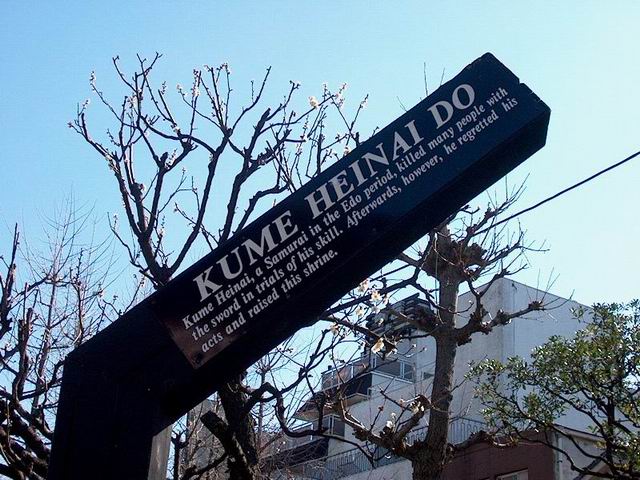 KUME HEINAI DO
Kume Heinai, a Samurai in the Edo period, killed many people with
the sword in trials of his skill. Afterwards, however, he regretted his
acts and raised this shrine.